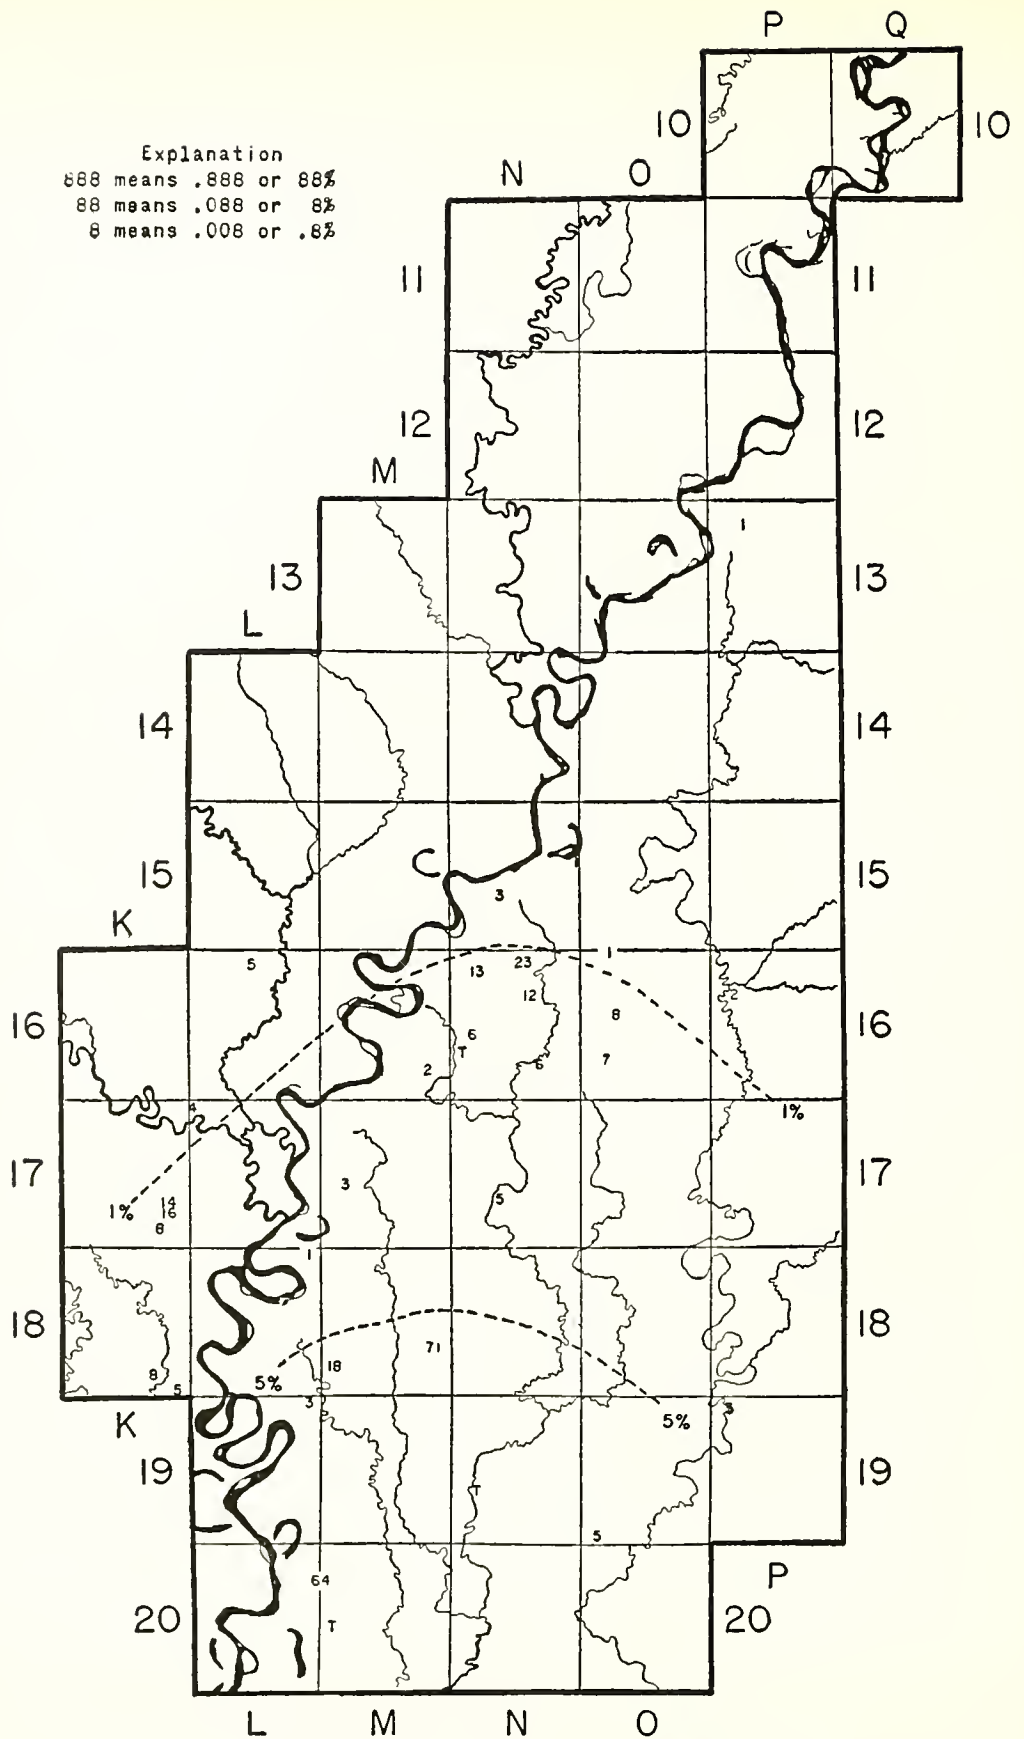 P Q
10 10
Explanation
888 means .888 or 88%
88 means .088 or 8%
8 means .008 or .8%
N O
11 11
12 12
M
1
13 13
L
14 14
15 15
3
K
1
5 13 23
2
12
16 8 16
6
T
7
2 6
4 1%
17 17
3
5
1% 14
16
8
1
18 18
71
18
8
5 5%
3 3
K 5%
19 19
T
5
64
P
20 T 20
L M N O